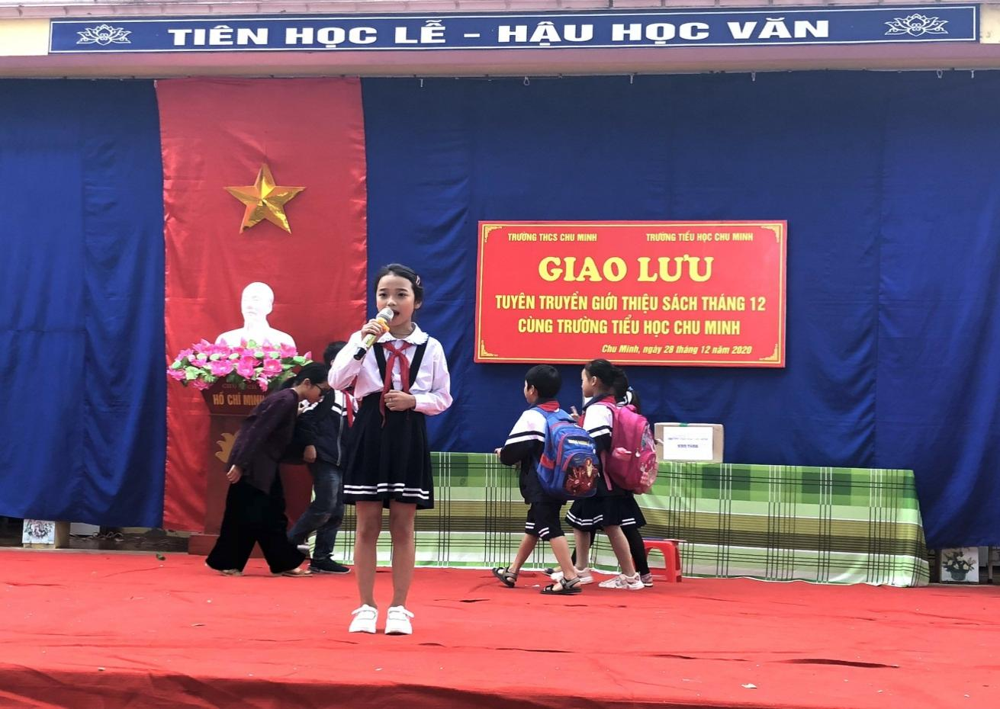 TIÊN HỌC LỄ - HẬU HỌC VĂN
TRƯỜNG THCS CHU MINH TRƯỜNG TIỂU HỌC CHU MINH
GIAO LƯU
TUYÊN TRUYỀN GIỚI THIỆU SÁCH THÁNG 12
CÙNG TRƯỜNG TIỂU HỌC CHU MINH
Chu Minh, ngày 28 tháng 12 năm 2020
HỒ CHÍ MINH